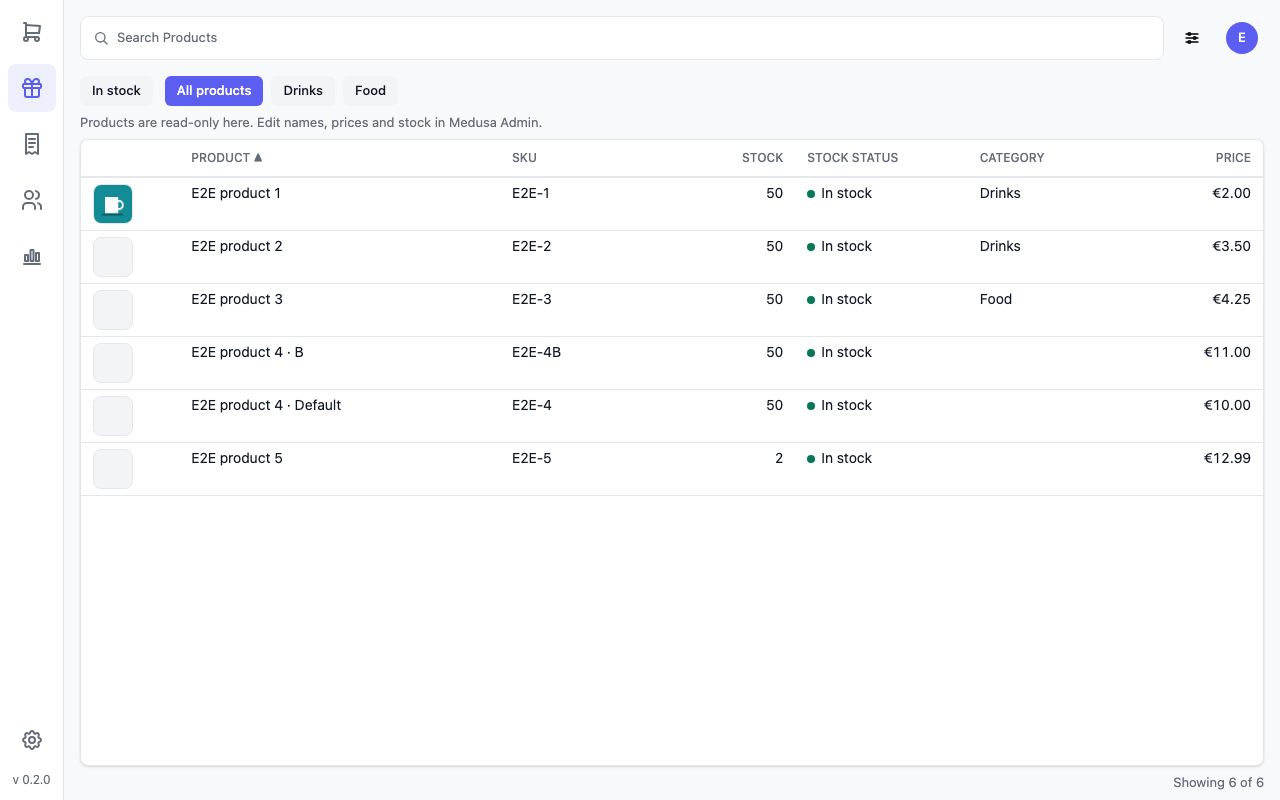 Search Products
E
In stock All products Drinks Food
Products are read-only here. Edit names, prices and stock in Medusa Admin.
PRODUCT ▲ SKU STOCK STOCK STATUS CATEGORY PRICE
E2E product 1 E2E-1 50 In stock Drinks €2.00
E2E product 2 E2E-2 50 In stock Drinks €3.50
E2E product 3 E2E-3 50 In stock Food €4.25
E2E product 4 · B E2E-4B 50 In stock €11.00
E2E product 4 · Default E2E-4 50 In stock €10.00
E2E product 5 E2E-5 2 In stock €12.99
v 0.2.0
Showing 6 of 6